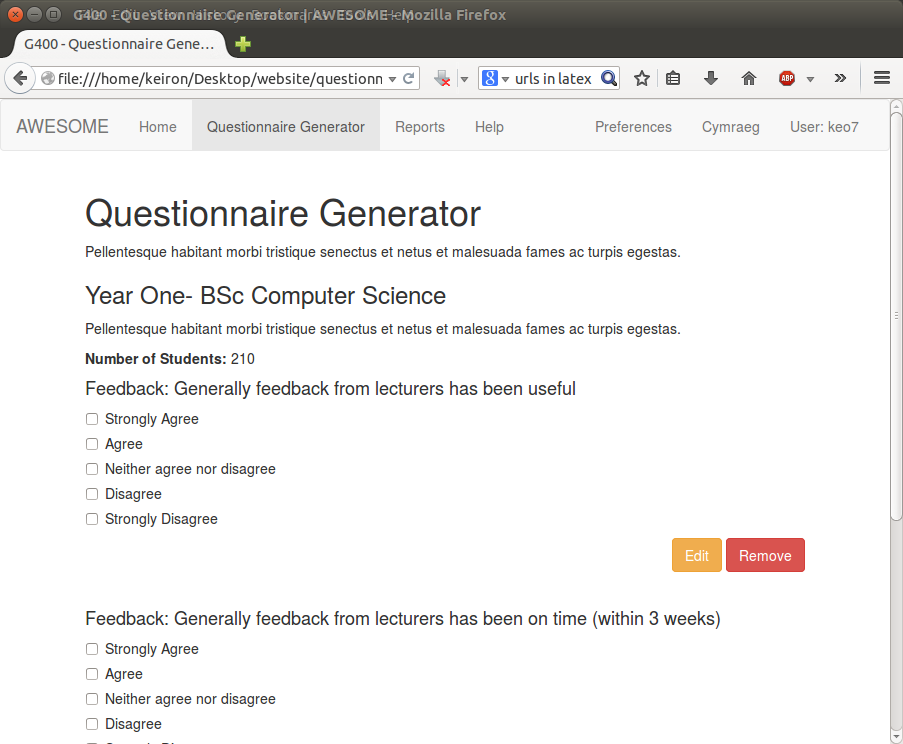 G400 - Questionnaire Generator | AWESOME - Mozilla Firefox
G400 - Questionnaire Gene...
file:///home/keiron/Desktop/website/questionn
urls in latex
ABP
AWESOME Home Questionnaire Generator Reports Help Preferences Cymraeg User: keo7
Questionnaire Generator
Pellentesque habitant morbi tristique senectus et netus et malesuada fames ac turpis egestas.
Year One- BSc Computer Science
Pellentesque habitant morbi tristique senectus et netus et malesuada fames ac turpis egestas.
Number of Students: 210
Feedback: Generally feedback from lecturers has been useful
Strongly Agree
Agree
Neither agree nor disagree
Disagree
Strongly Disagree
Edit Remove
Feedback: Generally feedback from lecturers has been on time (within 3 weeks)
Strongly Agree
Agree
Neither agree nor disagree
Disagree